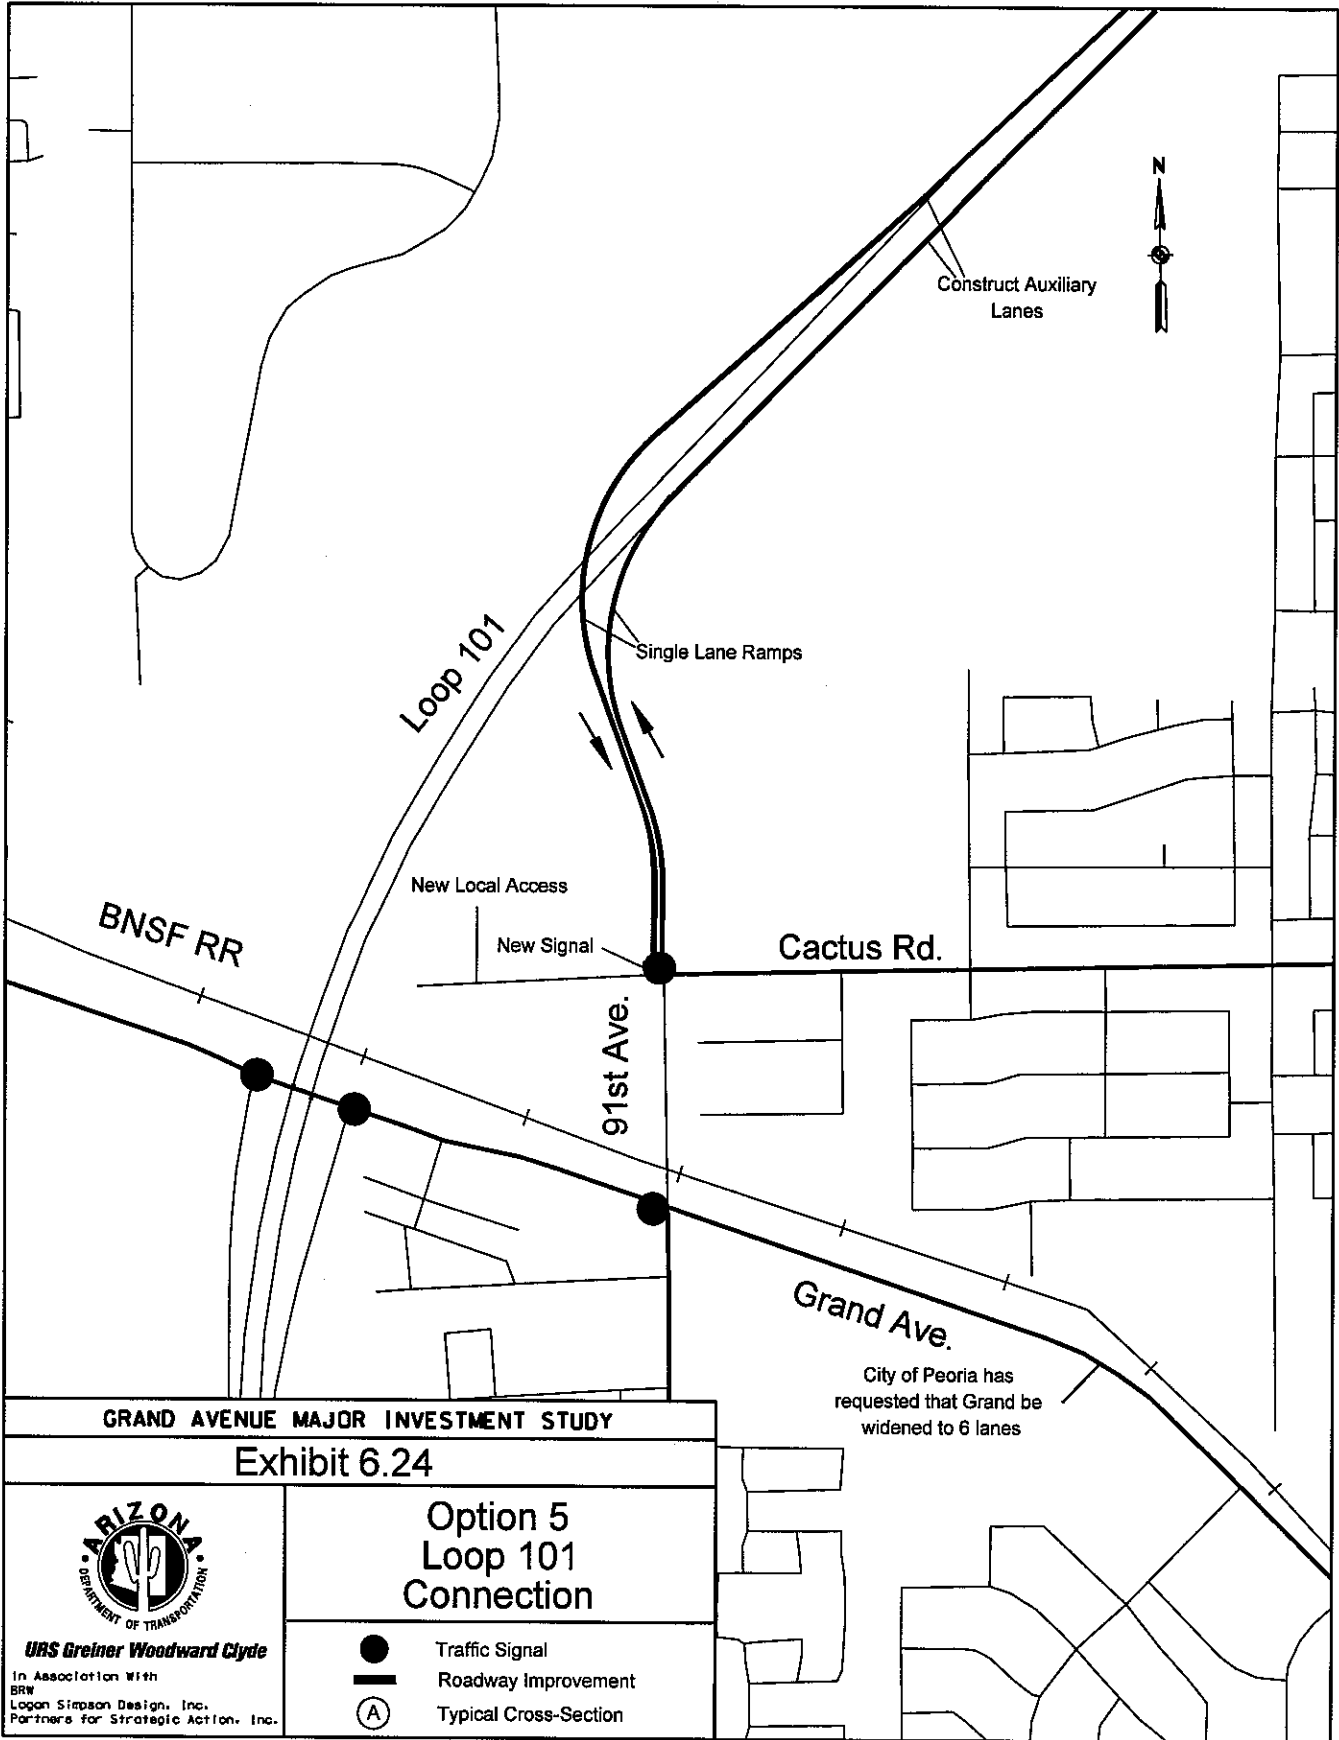 N
Construct Auxiliary
Lanes
Loop 101
Single Lane Ramps
New Local Access
BNSF RR
New Signal
Cactus Rd.
91st Ave.
Grand Ave.
City of Peoria has
requested that Grand be
widened to 6 lanes
GRAND AVENUE MAJOR INVESTMENT STUDY
Exhibit 6.24
ARIZONA
DEPARTMENT OF TRANSPORTATION
URS Greiner Woodward Clyde
In Association With
BRW
Logan Simpson Design, Inc.
Partners for Strategic Action, Inc.
Option 5
Loop 101
Connection
Traffic Signal
Roadway Improvement
A Typical Cross-Section